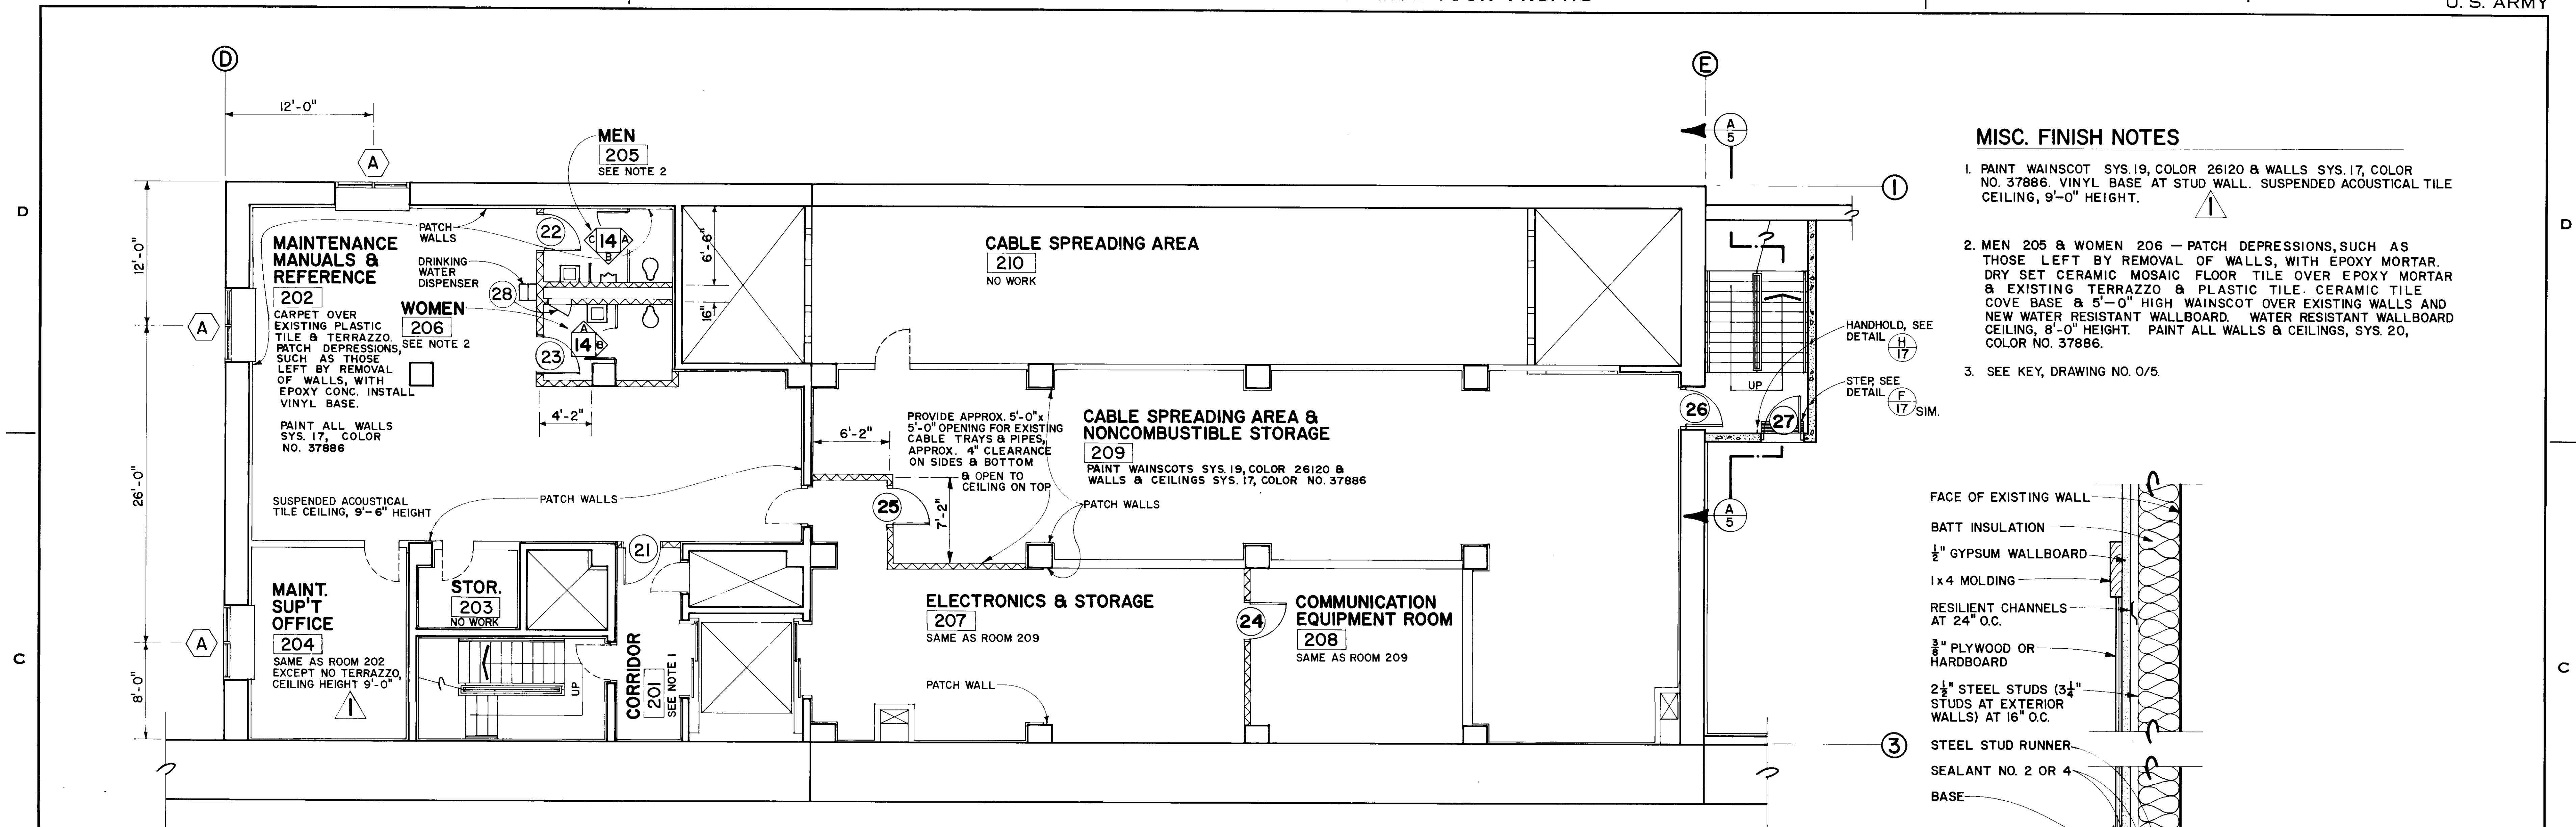 U. S. ARMY
D
E
12'-0"
A
MEN
205
SEE NOTE 2
A
5
1
D
D
12'-0"
26'-0"
8'-0"
A
A
C
C
MAINTENANCE
MANUALS &
REFERENCE
202
CARPET OVER
EXISTING PLASTIC
TILE & TERRAZZO.
PATCH DEPRESSIONS,
SUCH AS THOSE
LEFT BY REMOVAL
OF WALLS, WITH
EPOXY CONC. INSTALL
VINYL BASE.
PAINT ALL WALLS
SYS. 17, COLOR
NO. 37886
SUSPENDED ACOUSTICAL
TILE CEILING, 9'-6" HEIGHT
PATCH
WALLS
DRINKING
WATER
DISPENSER
28
WOMEN
206
SEE NOTE 2
22
C 14 A
B
A
14 B
23
4'-2"
6'-6"
16"
PATCH WALLS
CABLE SPREADING AREA
210
NO WORK
6'-2"
PROVIDE APPROX. 5'-0" x
5'-0" OPENING FOR EXISTING
CABLE TRAYS & PIPES,
APPROX. 4" CLEARANCE
ON SIDES & BOTTOM
& OPEN TO
CEILING ON TOP
25
7'-2"
CABLE SPREADING AREA &
NONCOMBUSTIBLE STORAGE
209
PAINT WAINSCOTS SYS. 19, COLOR 26120 &
WALLS & CEILINGS SYS. 17, COLOR NO. 37886
PATCH WALLS
26
27
UP
HANDHOLD, SEE
DETAIL H
17
STEP, SEE
DETAIL F
17 SIM.
A
5
MAINT.
SUP'T
OFFICE
204
SAME AS ROOM 202
EXCEPT NO TERRAZZO,
CEILING HEIGHT 9'-0"
1
STOR.
203
NO WORK
UP
21
CORRIDOR
201
SEE NOTE 1
ELECTRONICS & STORAGE
207
SAME AS ROOM 209
PATCH WALL
24
COMMUNICATION
EQUIPMENT ROOM
208
SAME AS ROOM 209
3
MISC. FINISH NOTES
1. PAINT WAINSCOT SYS. 19, COLOR 26120 & WALLS SYS. 17, COLOR
NO. 37886. VINYL BASE AT STUD WALL. SUSPENDED ACOUSTICAL TILE
CEILING, 9'-0" HEIGHT.
1
2. MEN 205 & WOMEN 206 — PATCH DEPRESSIONS, SUCH AS
THOSE LEFT BY REMOVAL OF WALLS, WITH EPOXY MORTAR.
DRY SET CERAMIC MOSAIC FLOOR TILE OVER EPOXY MORTAR
& EXISTING TERRAZZO & PLASTIC TILE. CERAMIC TILE
COVE BASE & 5'-0" HIGH WAINSCOT OVER EXISTING WALLS AND
NEW WATER RESISTANT WALLBOARD. WATER RESISTANT WALLBOARD
CEILING, 8'-0" HEIGHT. PAINT ALL WALLS & CEILINGS, SYS. 20,
COLOR NO. 37886.
3. SEE KEY, DRAWING NO. 0/5.
FACE OF EXISTING WALL
BATT INSULATION
½" GYPSUM WALLBOARD
1 x 4 MOLDING
RESILIENT CHANNELS
AT 24" O.C.
⅜" PLYWOOD OR
HARDBOARD
2½" STEEL STUDS (3¼"
STUDS AT EXTERIOR
WALLS) AT 16" O.C.
STEEL STUD RUNNER
SEALANT NO. 2 OR 4
BASE